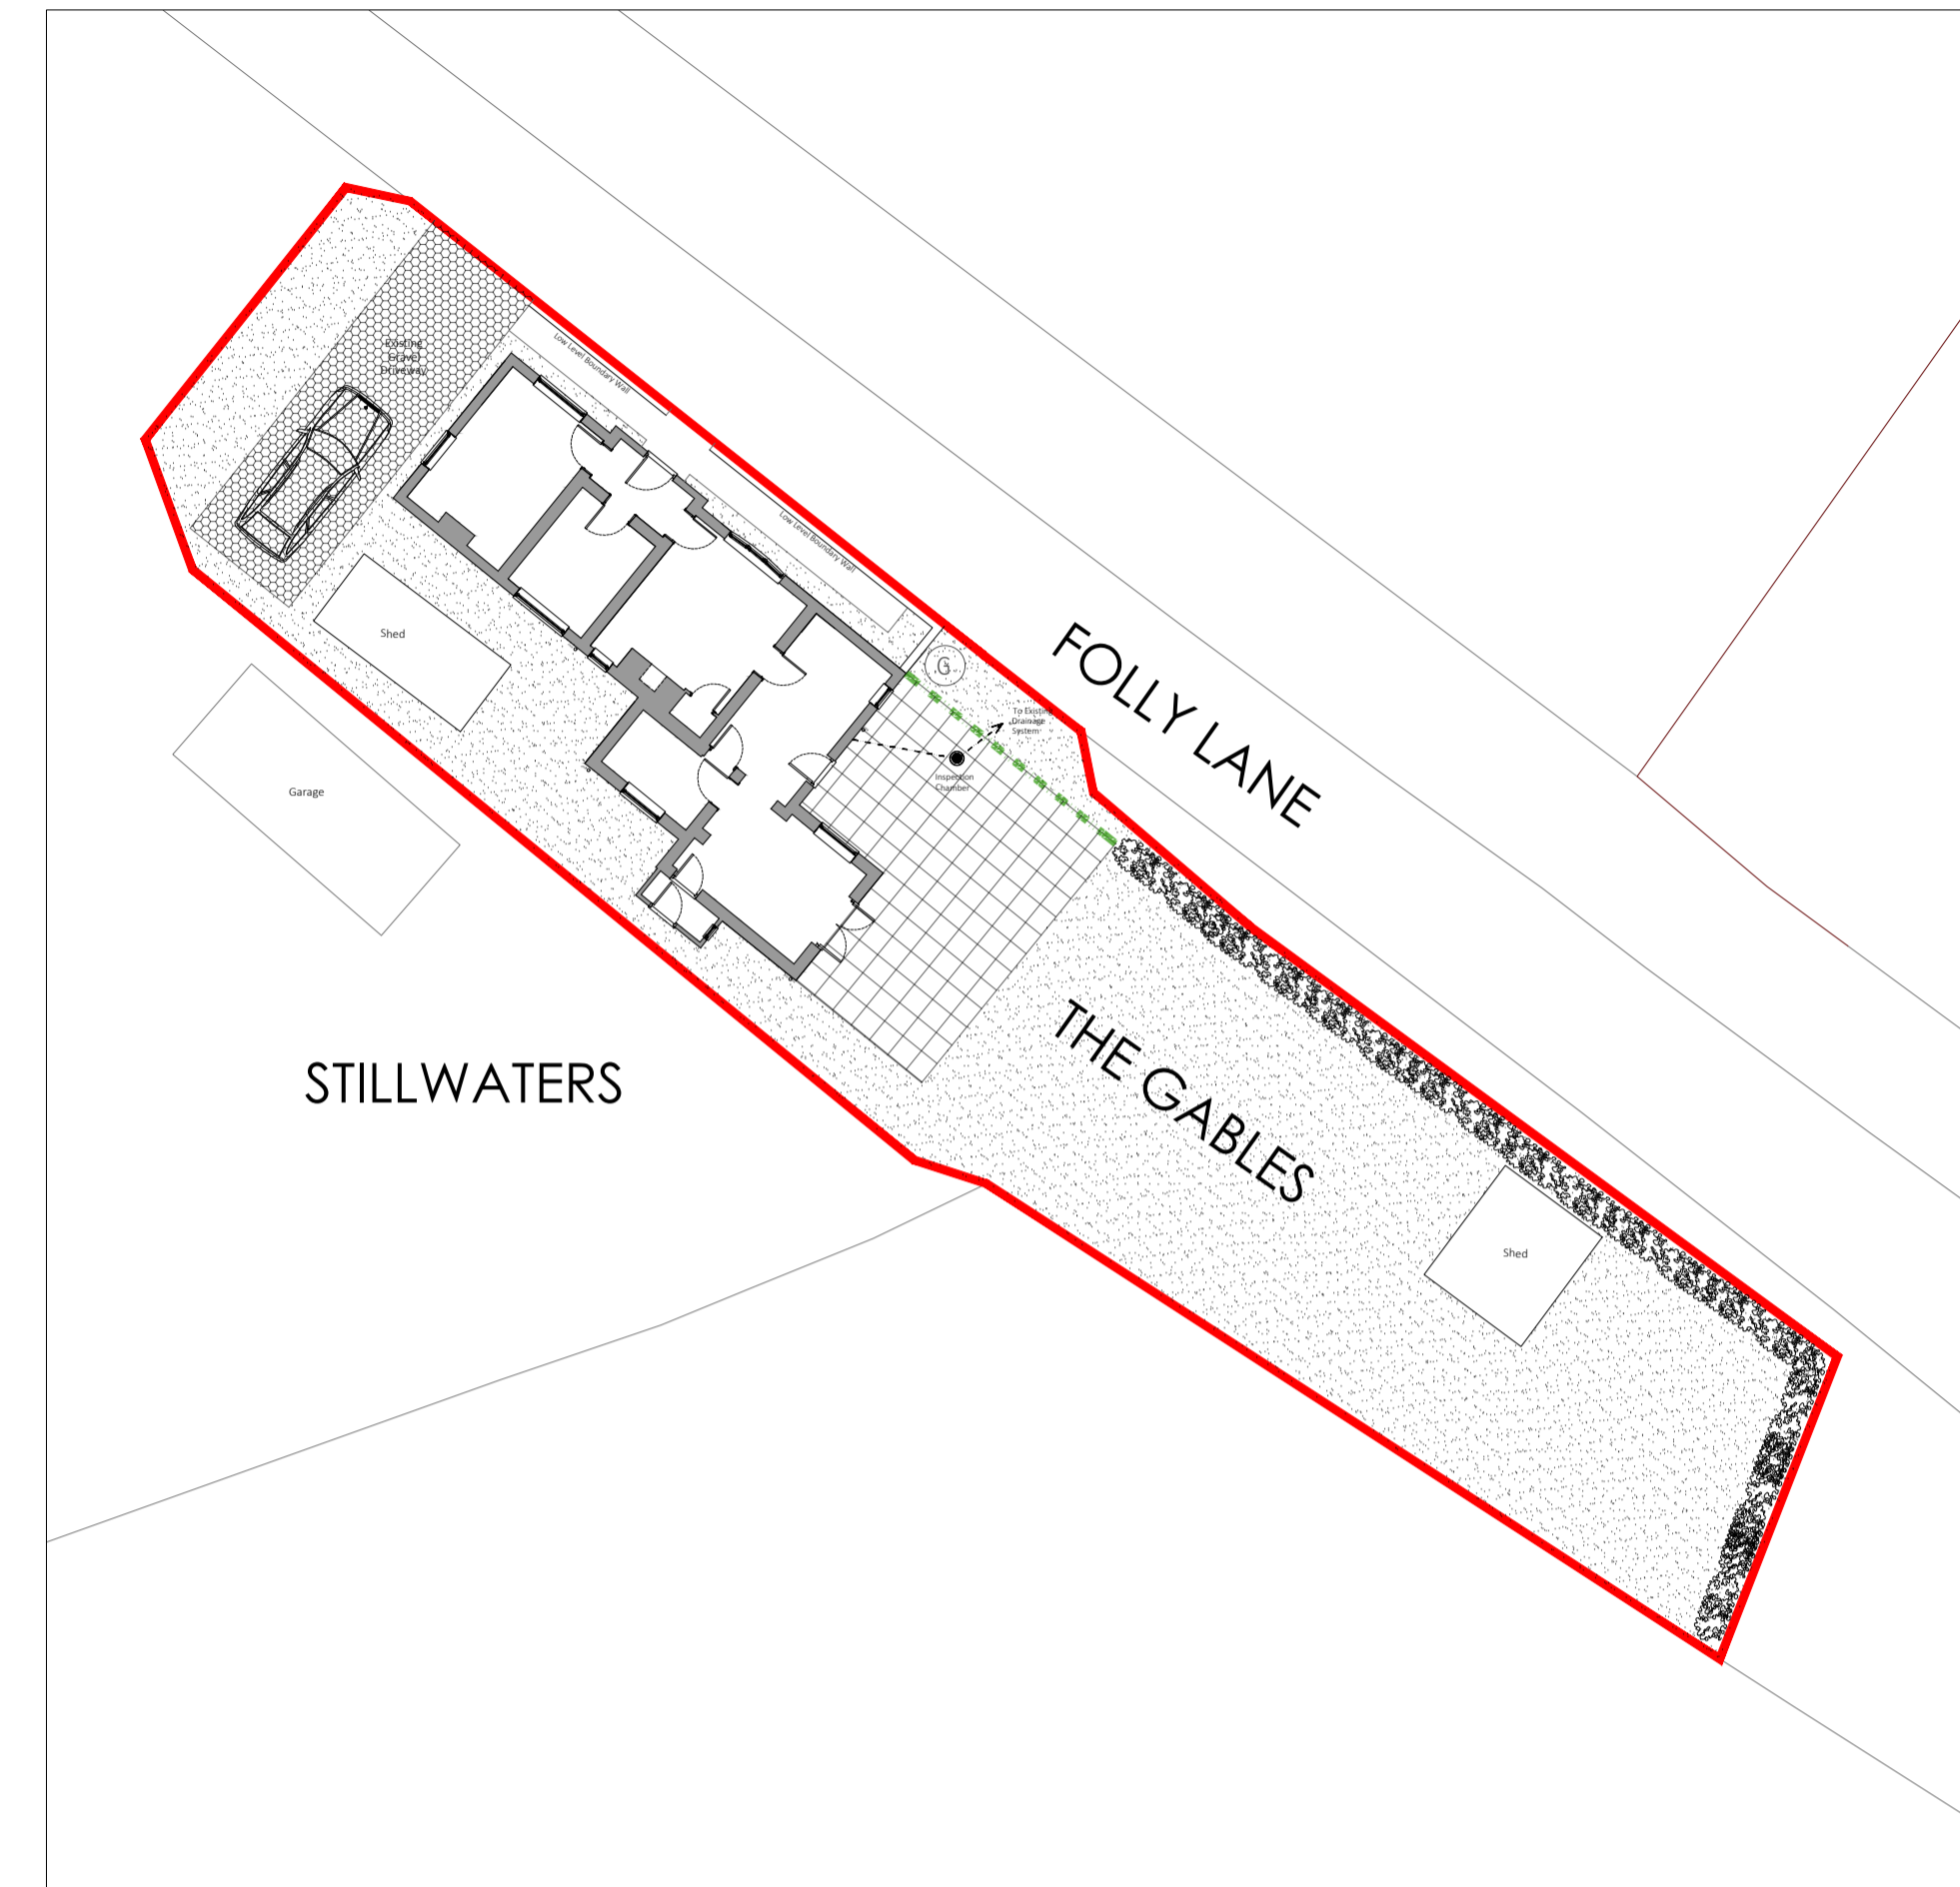 Existing
Gravel
Driveway
Low Level Boundary Wall
Low Level Boundary Wall
Shed
Garage
G
To Existing
Drainage
System
Inspection
Chamber
FOLLY LANE
THE GABLES
STILLWATERS
Shed